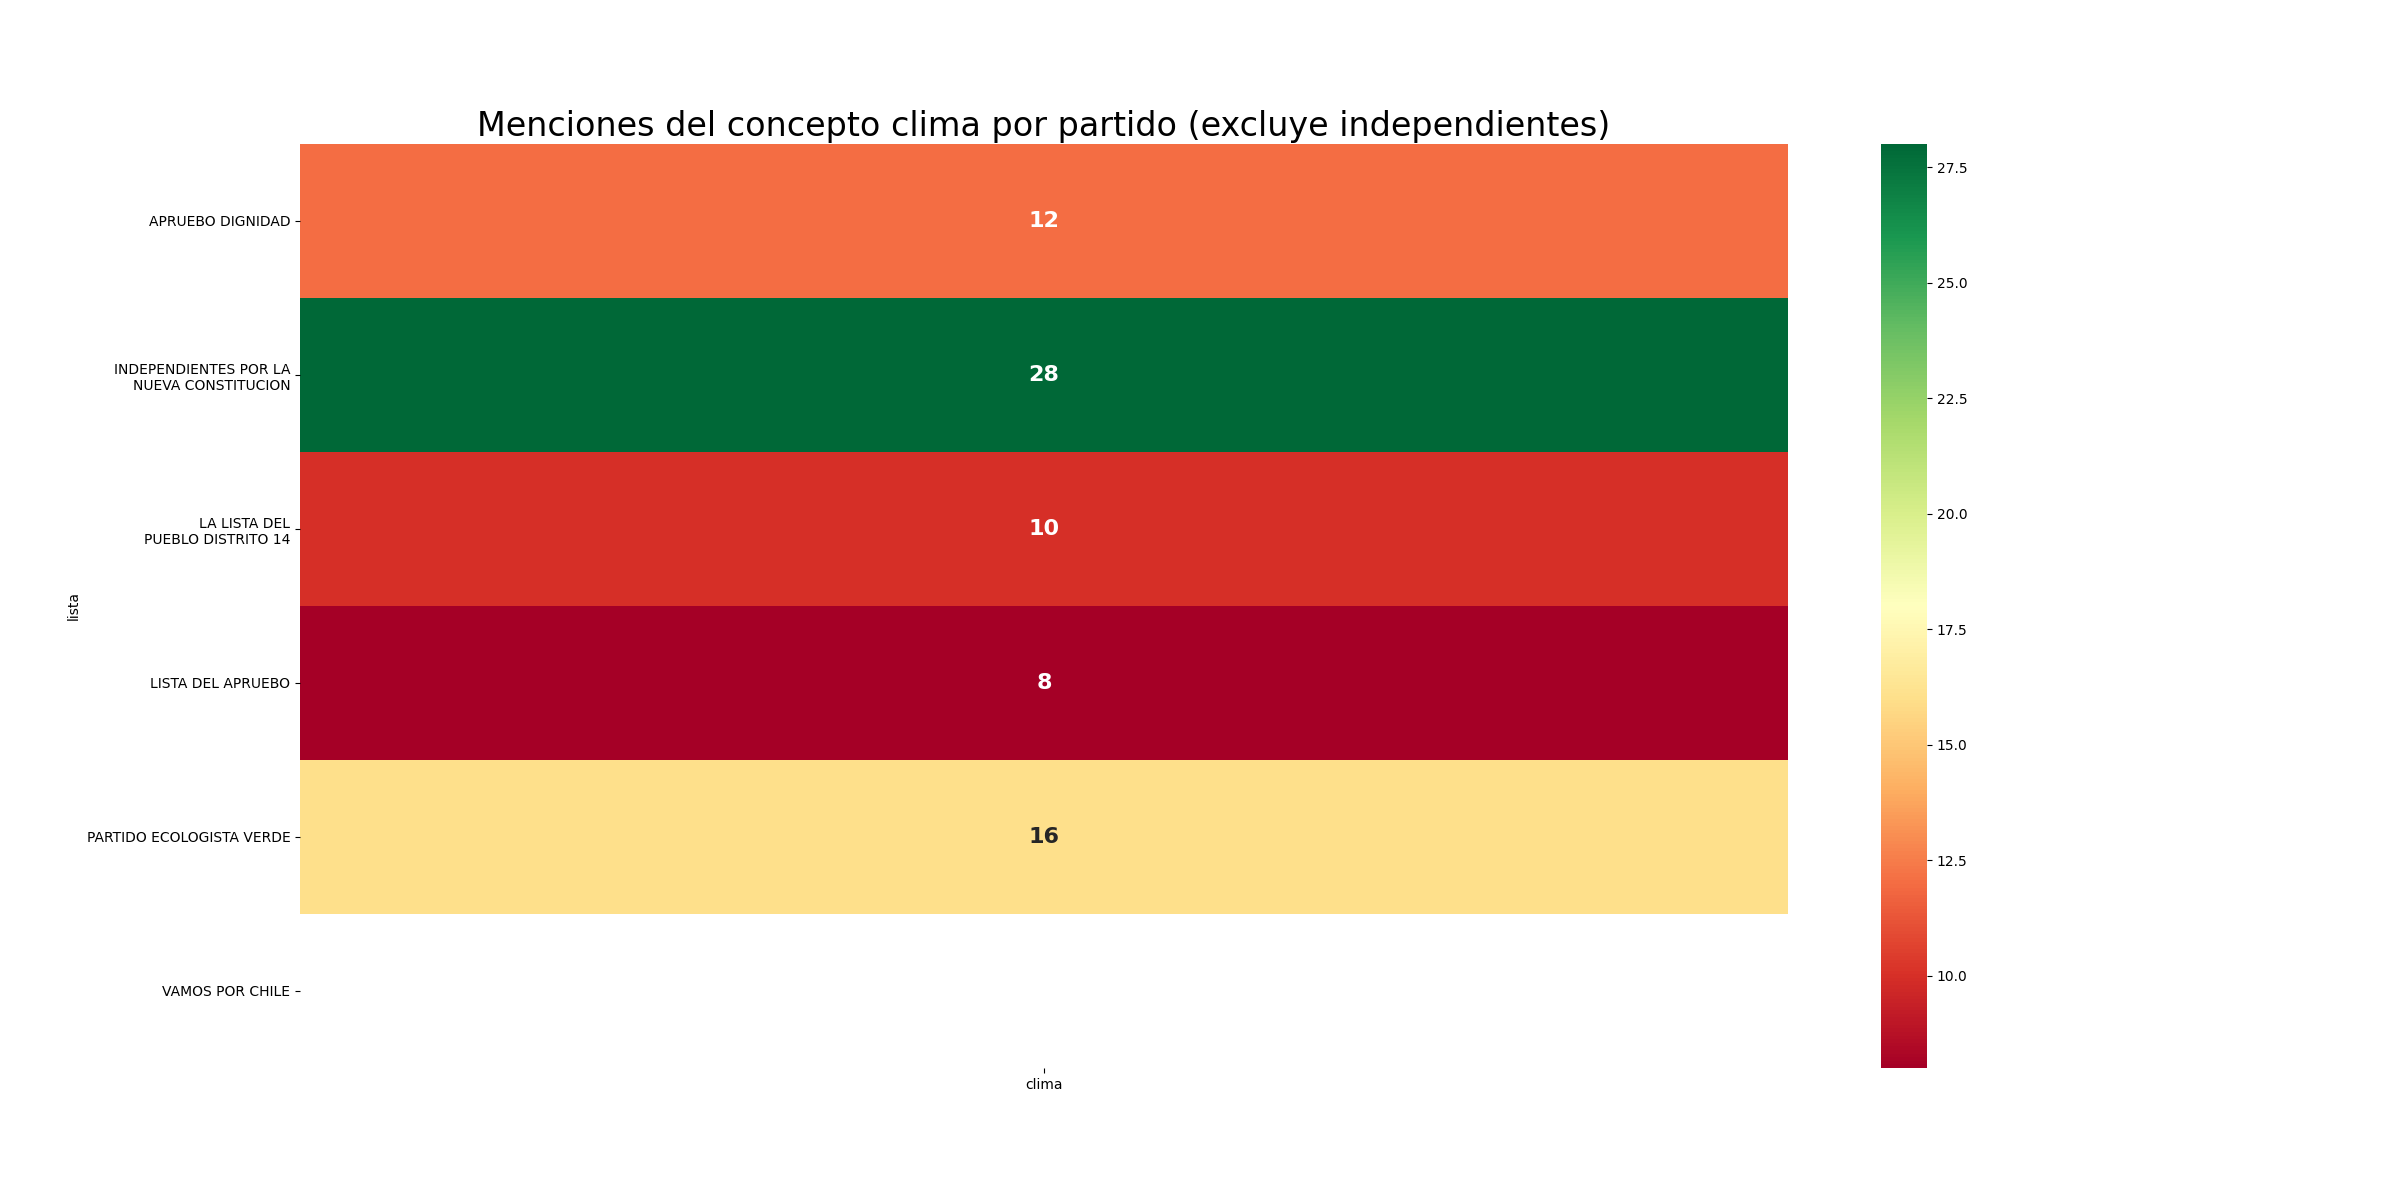 Menciones del concepto clima por partido (excluye independientes)
APRUEBO DIGNIDAD
12
INDEPENDIENTES POR LA
NUEVA CONSTITUCION
28
LA LISTA DEL
PUEBLO DISTRITO 14
10
LISTA DEL APRUEBO
8
PARTIDO ECOLOGISTA VERDE
16
VAMOS POR CHILE
lista
clima
27.5
25.0
22.5
20.0
17.5
15.0
12.5
10.0